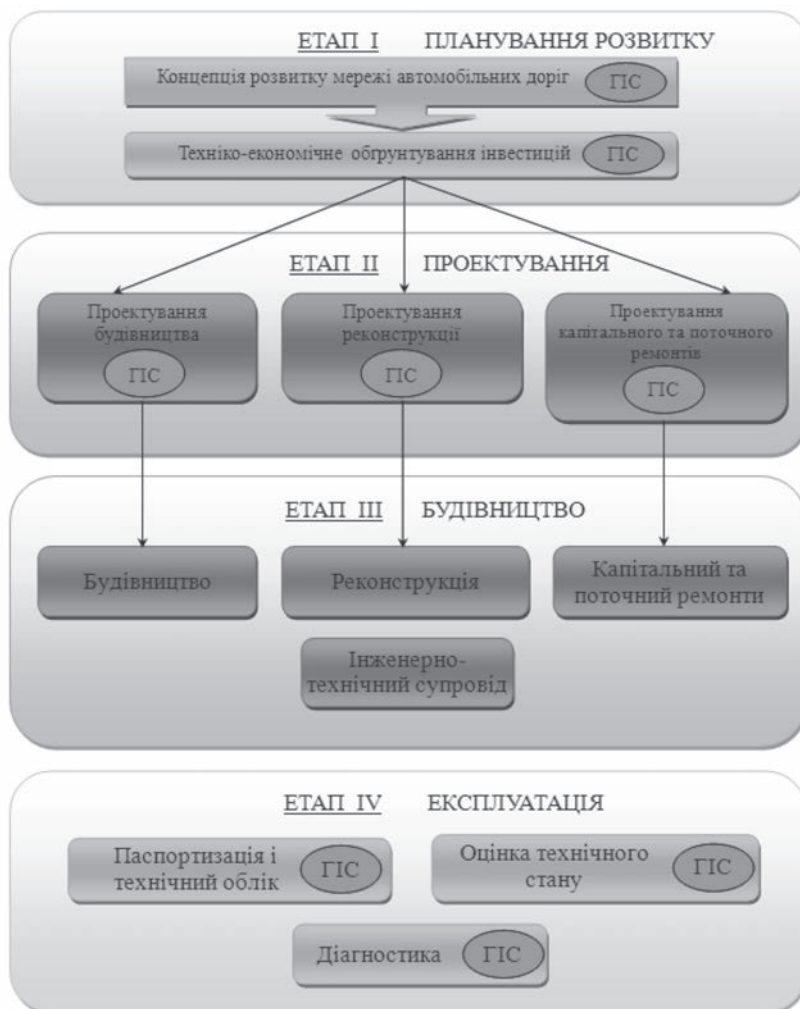 ЕТАП I ПЛАНУВАННЯ РОЗВИТКУ
Концепція розвитку мережі автомобільних доріг ГІС
Техніко-економічне обґрунтування інвестицій ГІС
ЕТАП II ПРОЕКТУВАННЯ
Проектування
будівництва
ГІС
Проектування
реконструкції
ГІС
Проектування
капітального та поточного
ремонтів
ГІС
ЕТАП III БУДІВНИЦТВО
Будівництво
Реконструкція
Капітальний та
поточний ремонти
Інженерно-
технічний супровід
ЕТАП IV ЕКСПЛУАТАЦІЯ
Паспортизація і
технічний облік
ГІС
Оцінка технічного
стану
ГІС
Діагностика ГІС